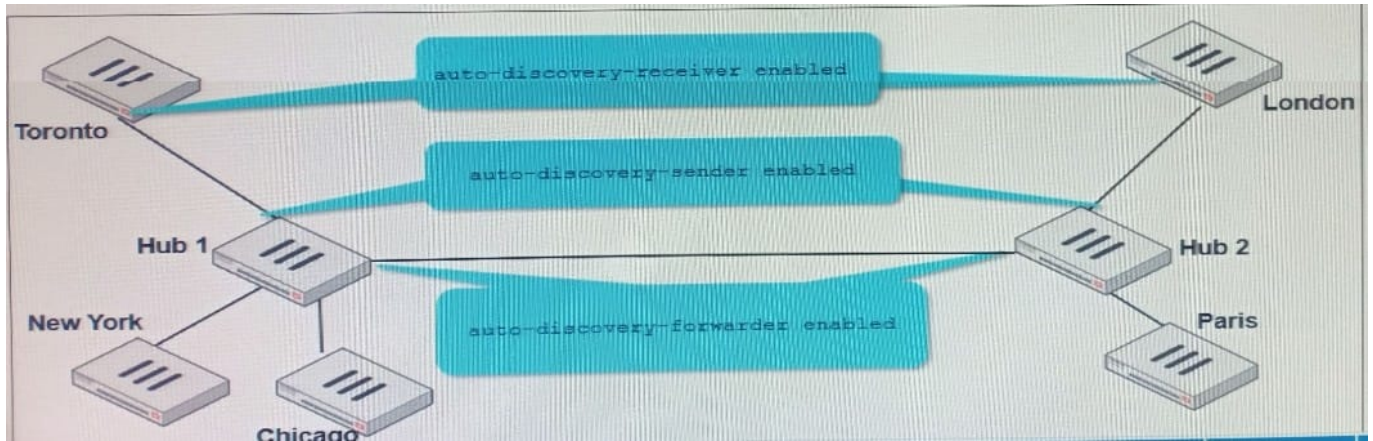 auto-discovery-receiver enabled
London
Toronto
auto-discovery-sender enabled
Hub 1
Hub 2
New York
auto-discovery-forwarder enabled
Paris
Chicago